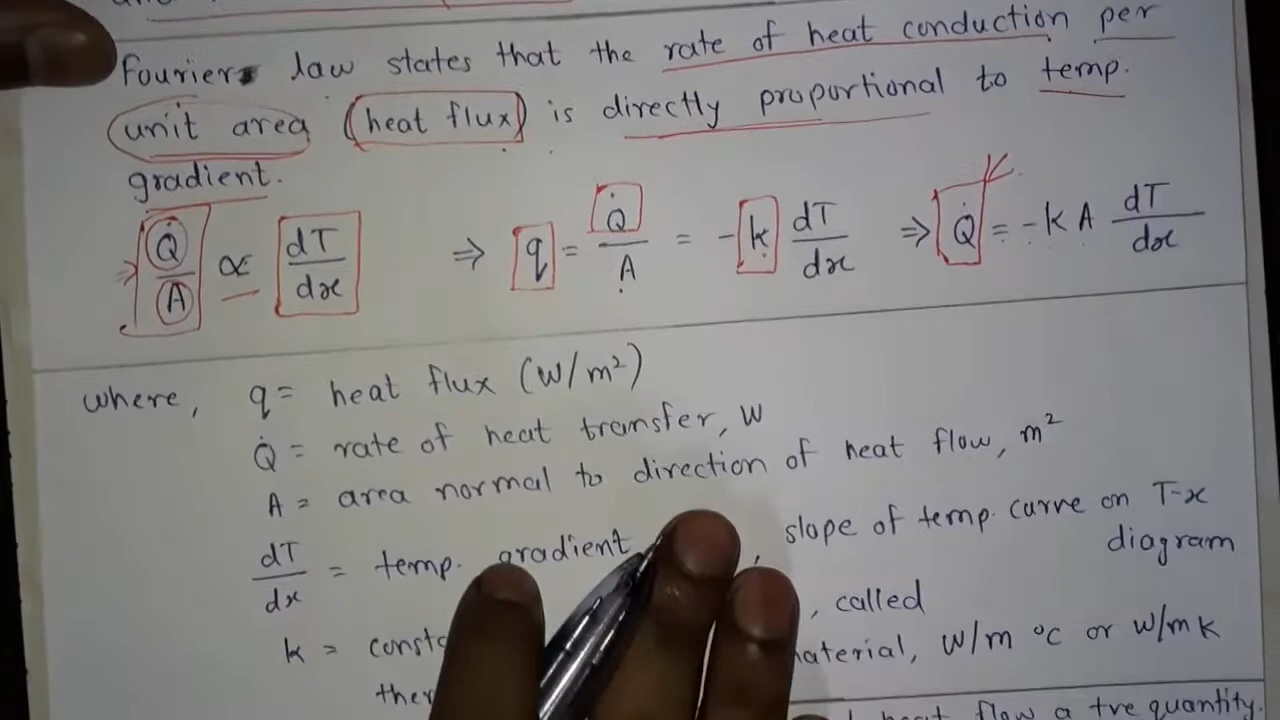 Fouriers law states that the rate of heat conduction per
unit area (heat flux) is directly proportional to temp.
gradient.
Q̇/A ∝ dT/dx ⇒ q = Q̇/A = -k dT/dx ⇒ Q̇ = -kA dT/dx
where, q = heat flux (W/m²)
Q̇ = rate of heat transfer, W
A = area normal to direction of heat flow, m²
dT/dx = temp. gradient , slope of temp. curve on T-x
diagram
k = , called
material, W/m °C or W/mk
heat flow a +ve quantity.